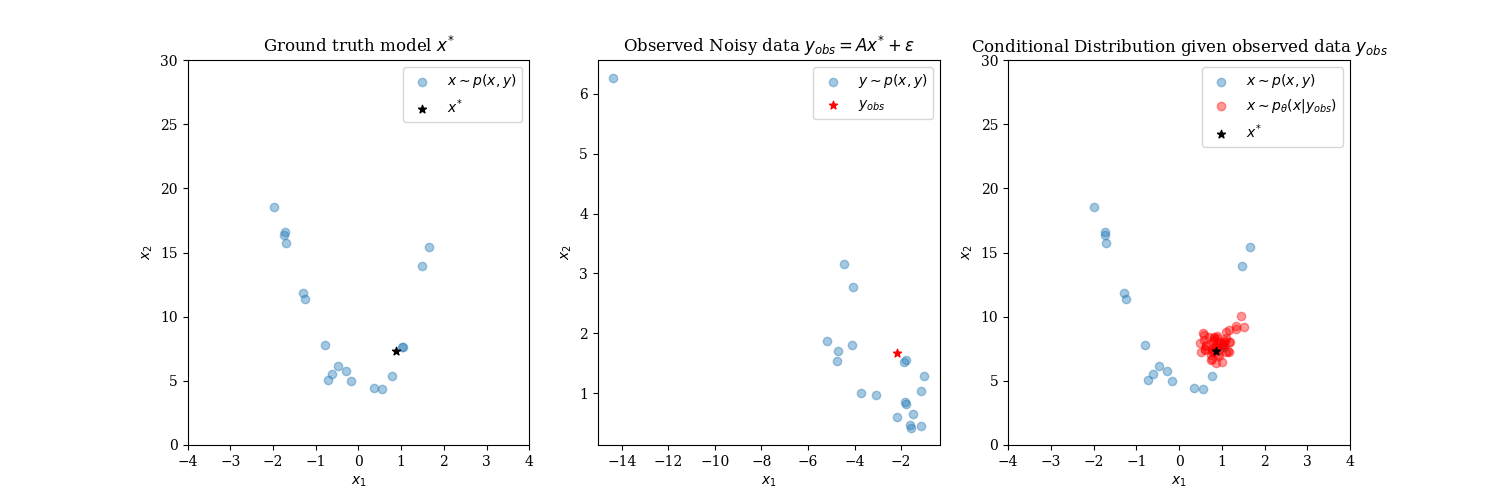 Ground truth model x*
x ~ p(x, y)
x*
30
25
20
15
10
5
0
x₂
−4 −3 −2 −1 0 1 2 3 4
x₁
Observed Noisy data y_obs = Ax* + ε
y ~ p(x, y)
y_obs
6
5
4
3
2
1
x₂
−14 −12 −10 −8 −6 −4 −2
x₁
Conditional Distribution given observed data y_obs
x ~ p(x, y)
x ~ p_θ(x|y_obs)
x*
30
25
20
15
10
5
0
x₂
−4 −3 −2 −1 0 1 2 3 4
x₁